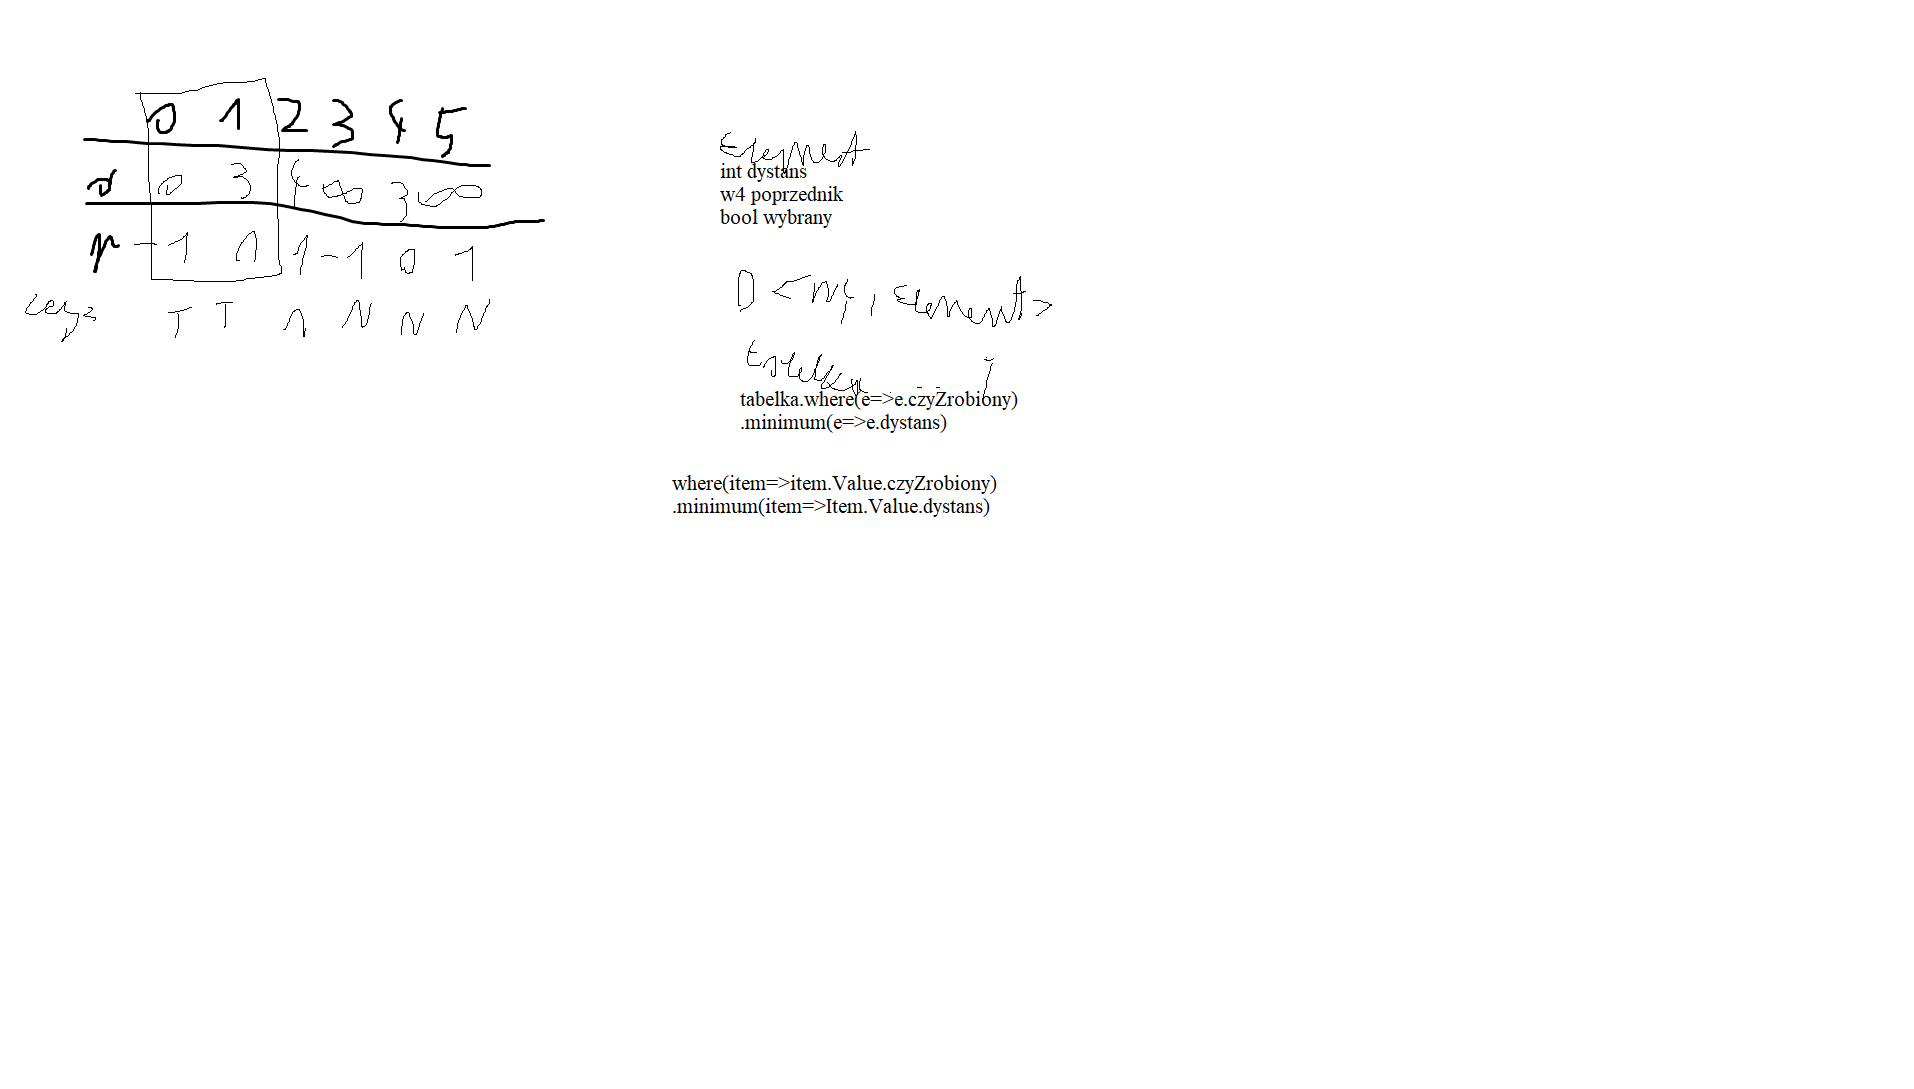 0 1 2 3 4 5
d 0 3 4 ∞ 3 ∞
p -1 1 -1 0 1
T T N N N
Element
int dystans
w4 poprzednik
bool wybrany
D <w4, Element>
tabelka
tabelka.where(e=>e.czyZrobiony)
.minimum(e=>e.dystans)
where(item=>item.Value.czyZrobiony)
.minimum(item=>Item.Value.dystans)